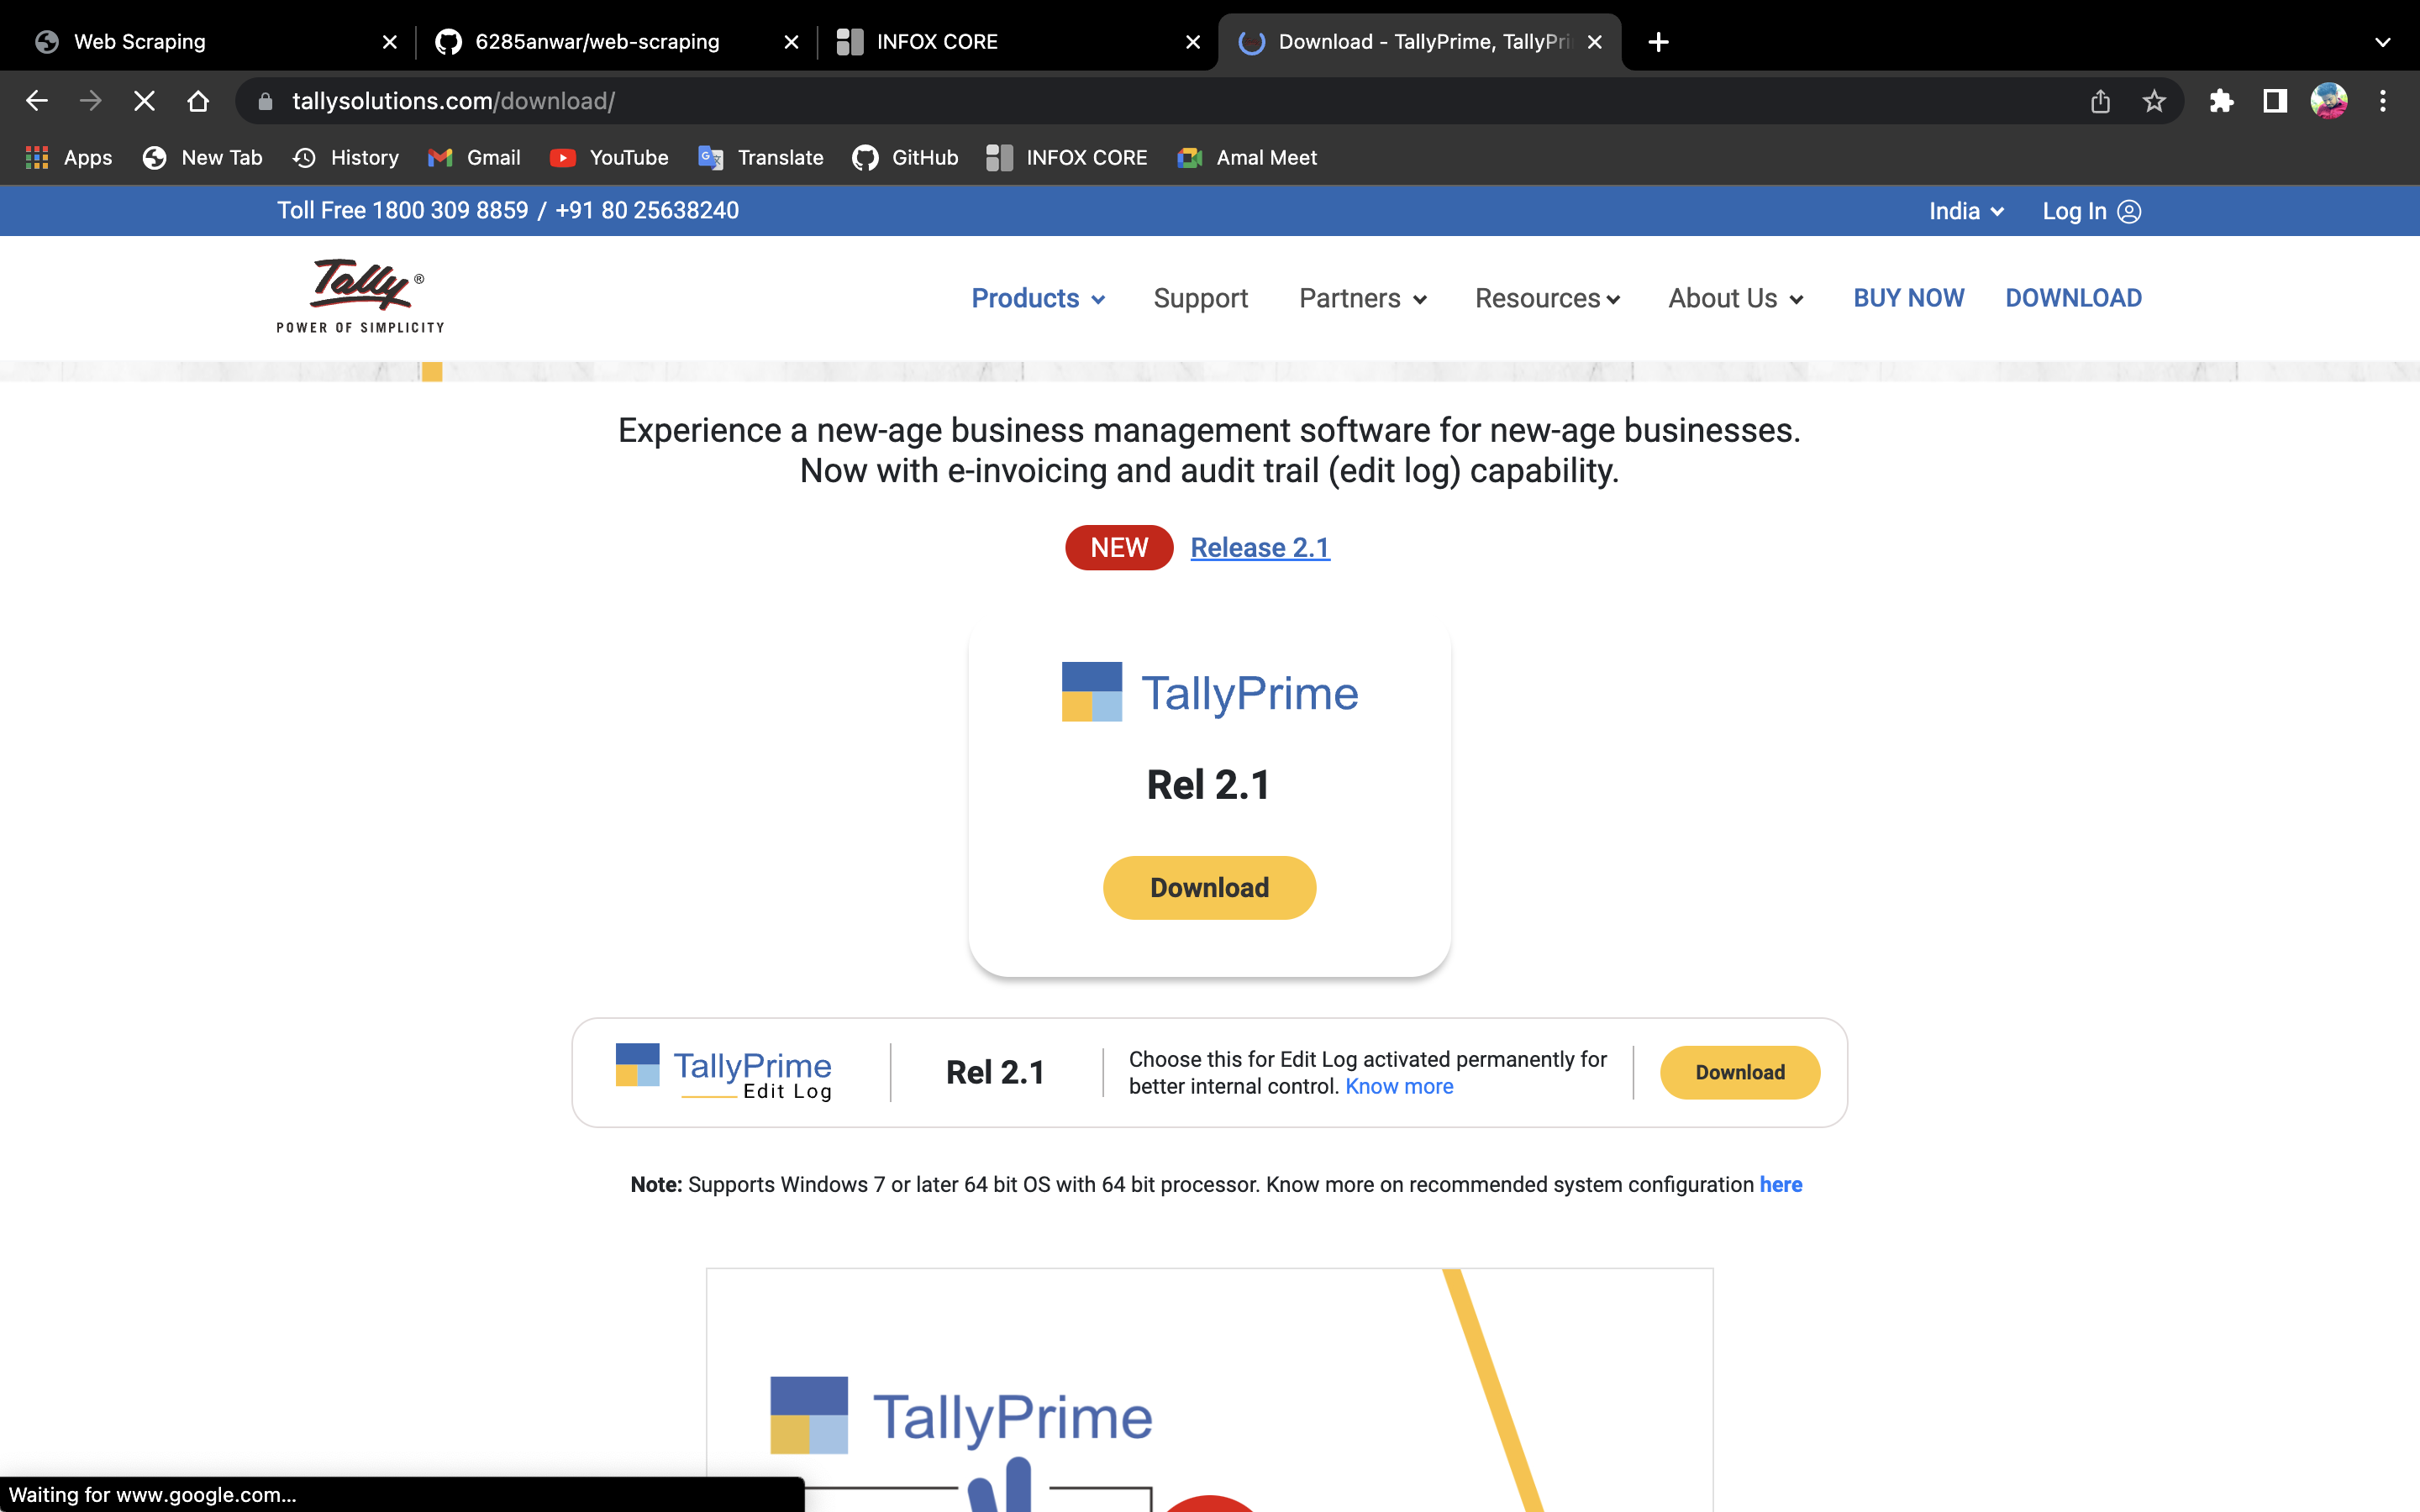 Web Scraping
6285anwar/web-scraping
INFOX CORE
Download - TallyPrime, TallyPri
tallysolutions.com/download/
Apps
New Tab
History
Gmail
YouTube
Translate
GitHub
INFOX CORE
Amal Meet
Toll Free 1800 309 8859 / +91 80 25638240
India
Log In
Tally®
POWER OF SIMPLICITY
Products
Support
Partners
Resources
About Us
BUY NOW
DOWNLOAD
Experience a new-age business management software for new-age businesses.
Now with e-invoicing and audit trail (edit log) capability.
NEW Release 2.1
TallyPrime
Rel 2.1
Download
TallyPrime
Edit Log
Rel 2.1
Choose this for Edit Log activated permanently for
better internal control. Know more
Download
Note: Supports Windows 7 or later 64 bit OS with 64 bit processor. Know more on recommended system configuration here
TallyPrime
Waiting for www.google.com...